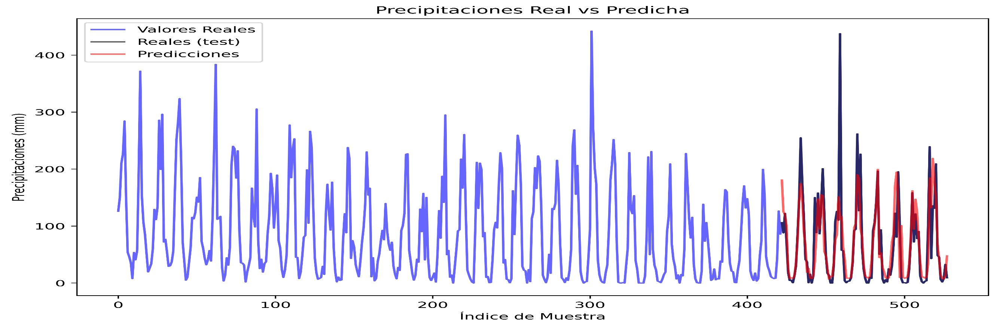 Precipitaciones Real vs Predicha
Valores Reales
Reales (test)
Predicciones
Precipitaciones (mm)
400
300
200
100
0
0 100 200 300 400 500
Índice de Muestra